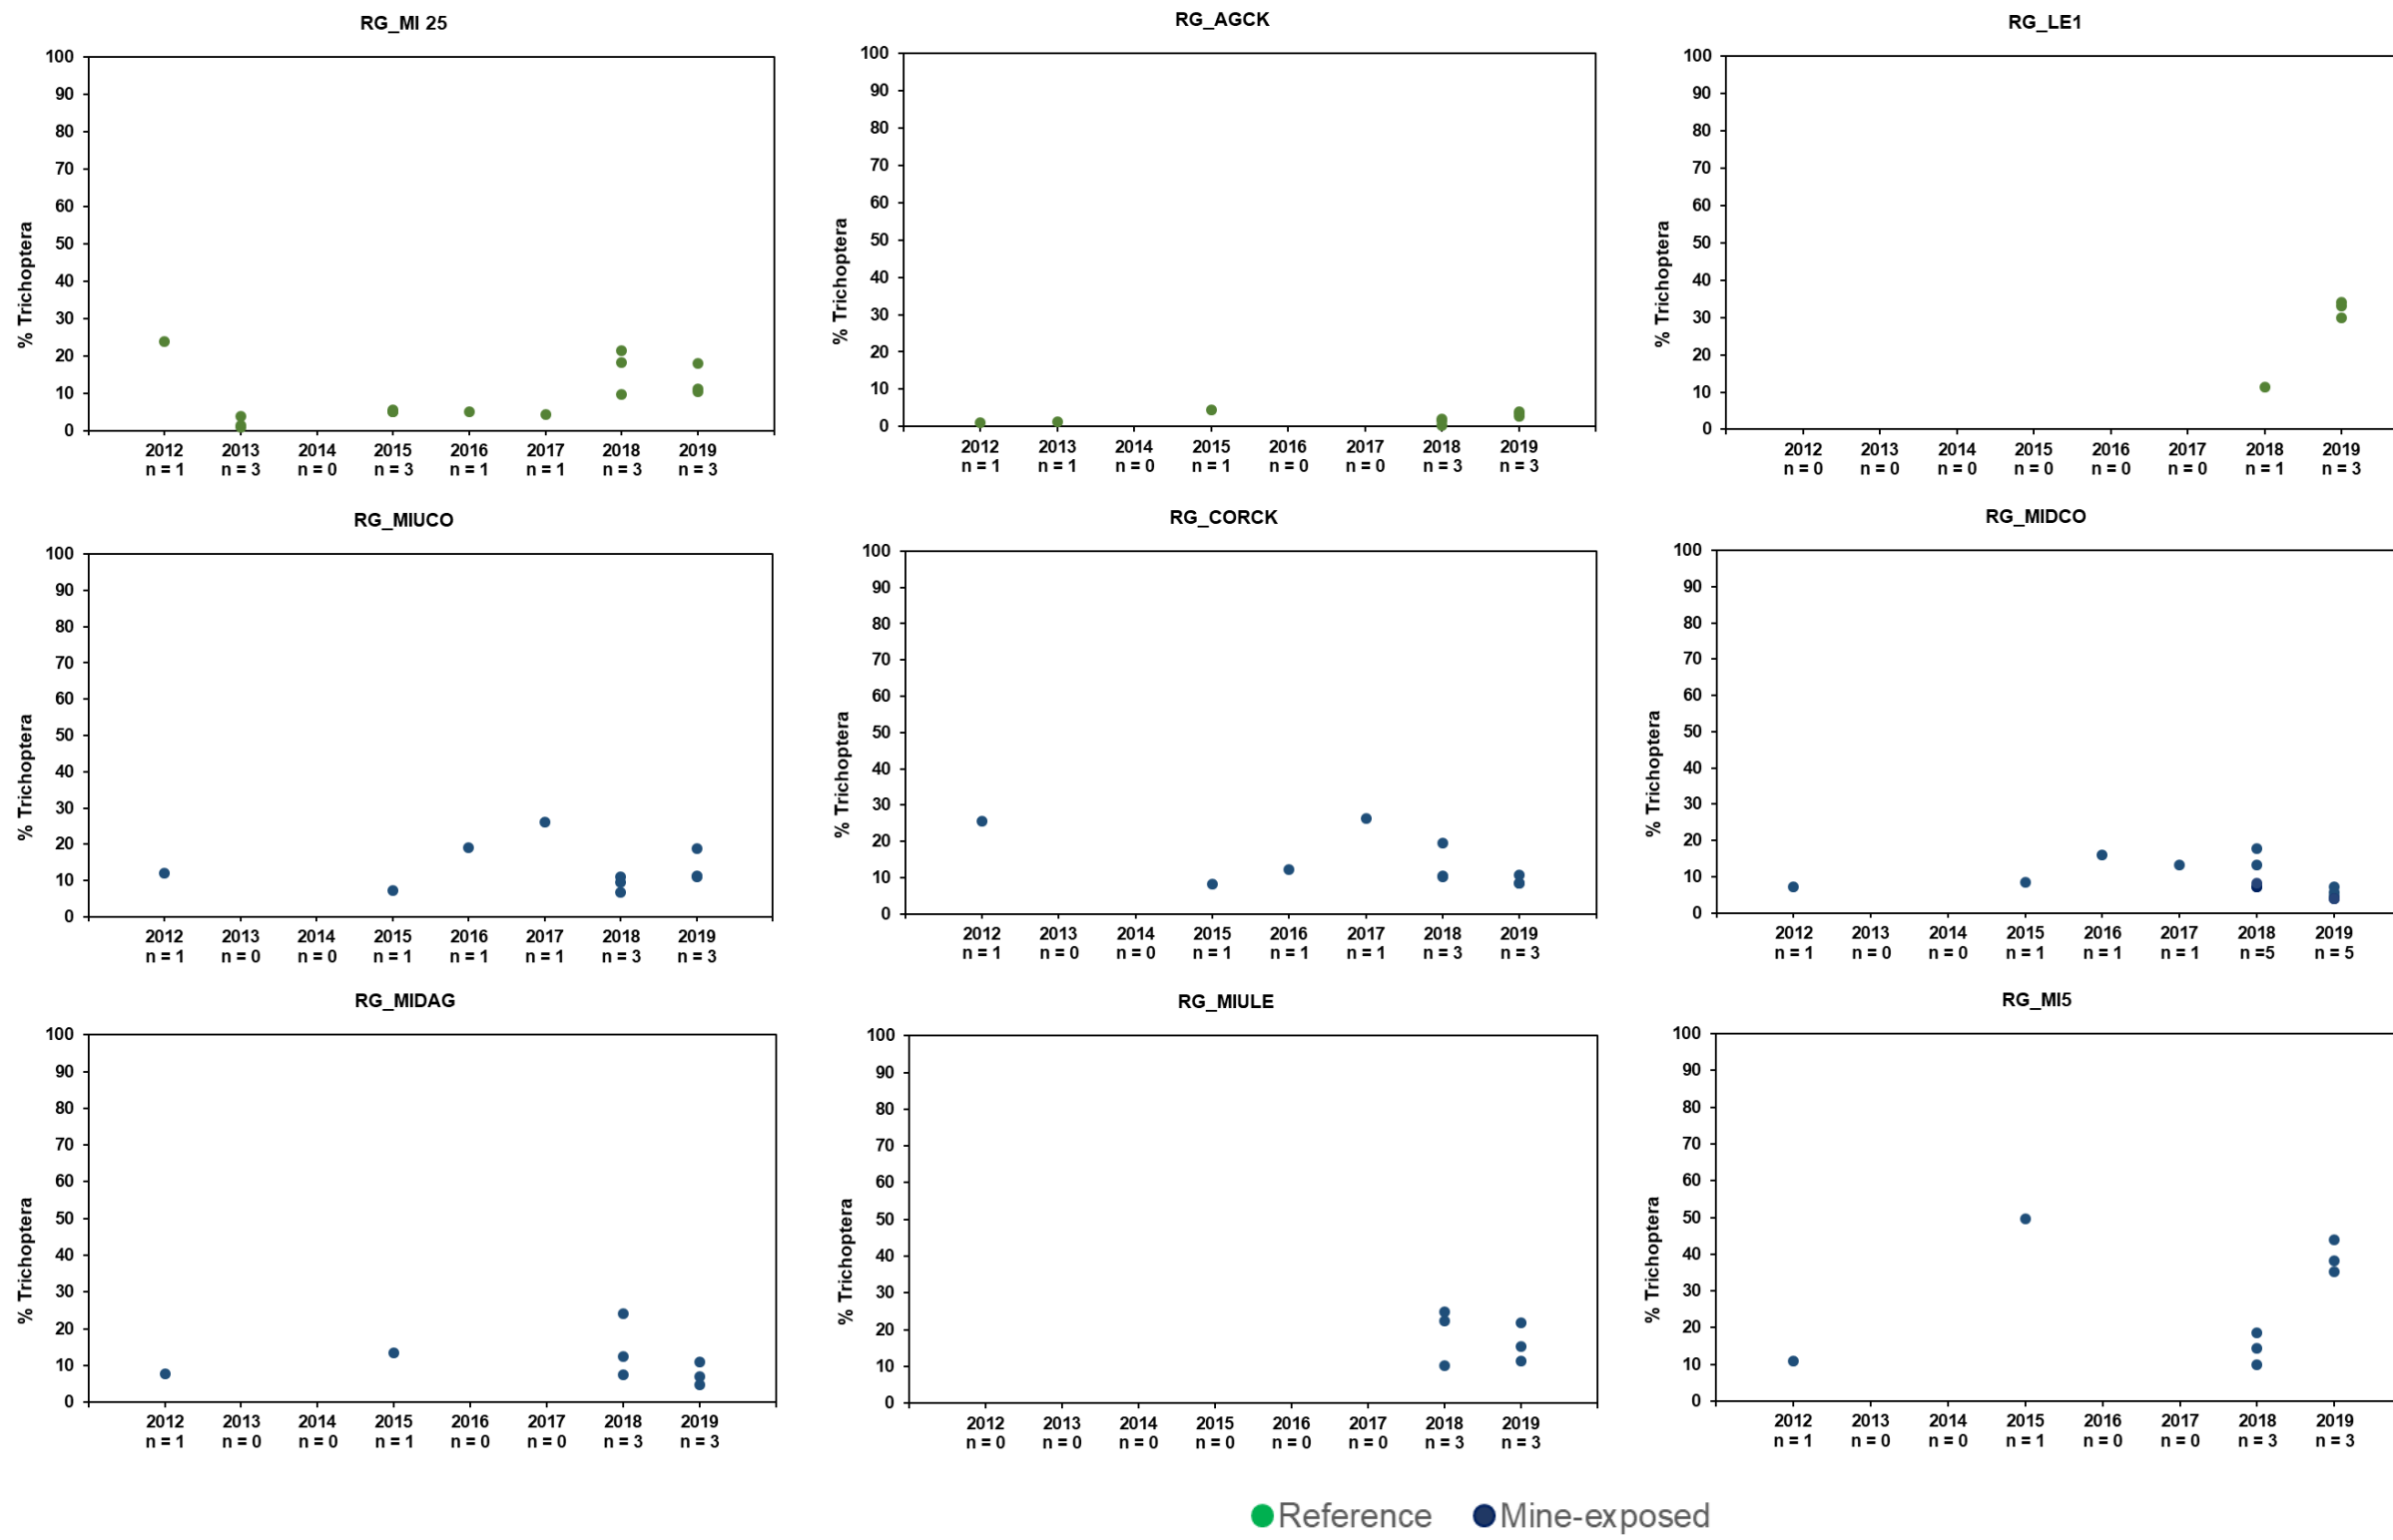 RG_MI 25
% Trichoptera
100
90
80
70
60
50
40
30
20
10
0
2012 2013 2014 2015 2016 2017 2018 2019
n = 1 n = 3 n = 0 n = 3 n = 1 n = 1 n = 3 n = 3
RG_AGCK
% Trichoptera
100
90
80
70
60
50
40
30
20
10
0
2012 2013 2014 2015 2016 2017 2018 2019
n = 1 n = 1 n = 0 n = 1 n = 0 n = 0 n = 3 n = 3
RG_LE1
% Trichoptera
100
90
80
70
60
50
40
30
20
10
0
2012 2013 2014 2015 2016 2017 2018 2019
n = 0 n = 0 n = 0 n = 0 n = 0 n = 0 n = 1 n = 3
RG_MIUCO
% Trichoptera
100
90
80
70
60
50
40
30
20
10
0
2012 2013 2014 2015 2016 2017 2018 2019
n = 1 n = 0 n = 0 n = 1 n = 1 n = 1 n = 3 n = 3
RG_CORCK
% Trichoptera
100
90
80
70
60
50
40
30
20
10
0
2012 2013 2014 2015 2016 2017 2018 2019
n = 1 n = 0 n = 0 n = 1 n = 1 n = 1 n = 3 n = 3
RG_MIDCO
% Trichoptera
100
90
80
70
60
50
40
30
20
10
0
2012 2013 2014 2015 2016 2017 2018 2019
n = 1 n = 0 n = 0 n = 1 n = 1 n = 1 n =5 n = 5
RG_MIDAG
% Trichoptera
100
90
80
70
60
50
40
30
20
10
0
2012 2013 2014 2015 2016 2017 2018 2019
n = 1 n = 0 n = 0 n = 1 n = 0 n = 0 n = 3 n = 3
RG_MIULE
% Trichoptera
100
90
80
70
60
50
40
30
20
10
0
2012 2013 2014 2015 2016 2017 2018 2019
n = 0 n = 0 n = 0 n = 0 n = 0 n = 0 n = 3 n = 3
RG_MI5
% Trichoptera
100
90
80
70
60
50
40
30
20
10
0
2012 2013 2014 2015 2016 2017 2018 2019
n = 1 n = 0 n = 0 n = 1 n = 0 n = 0 n = 3 n = 3
Reference Mine-exposed